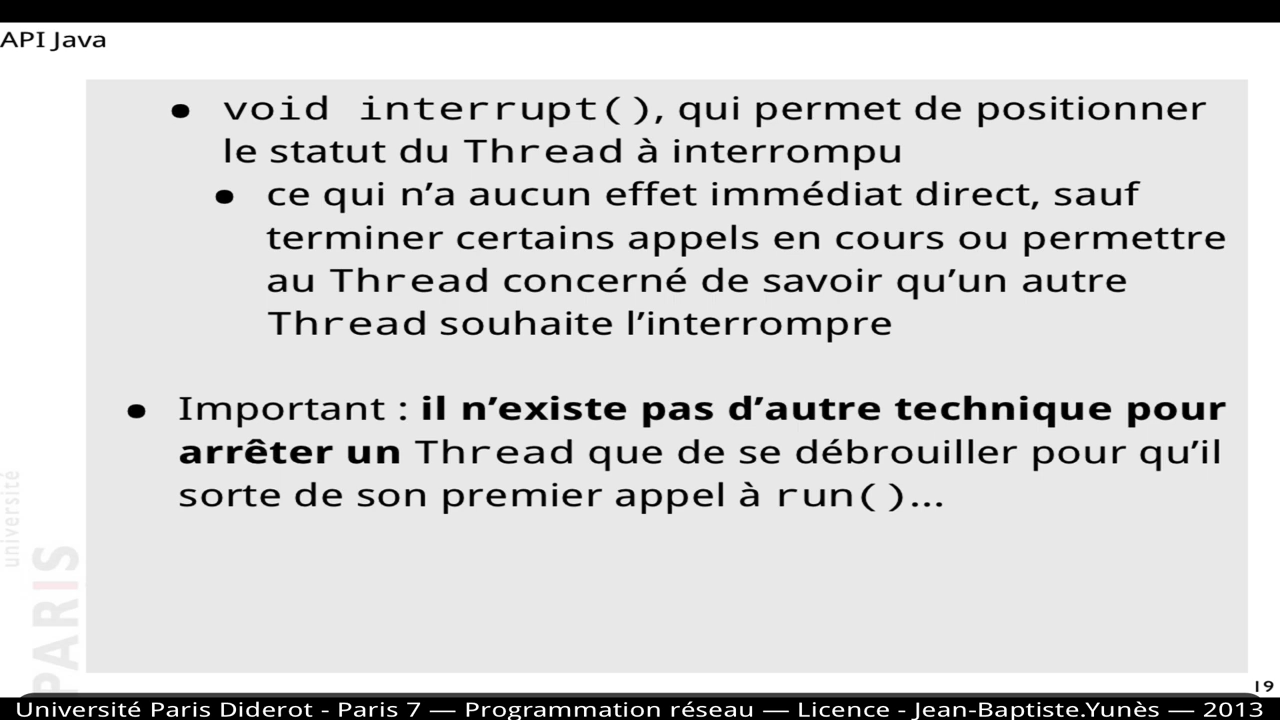 API Java
• void interrupt(), qui permet de positionner
le statut du Thread à interrompu
• ce qui n’a aucun effet immédiat direct, sauf
terminer certains appels en cours ou permettre
au Thread concerné de savoir qu’un autre
Thread souhaite l’interrompre
• Important : il n’existe pas d’autre technique pour
arrêter un Thread que de se débrouiller pour qu’il
sorte de son premier appel à run()...
université
PARIS
19
Université Paris Diderot - Paris 7 — Programmation réseau — Licence - Jean-Baptiste.Yunès — 2013